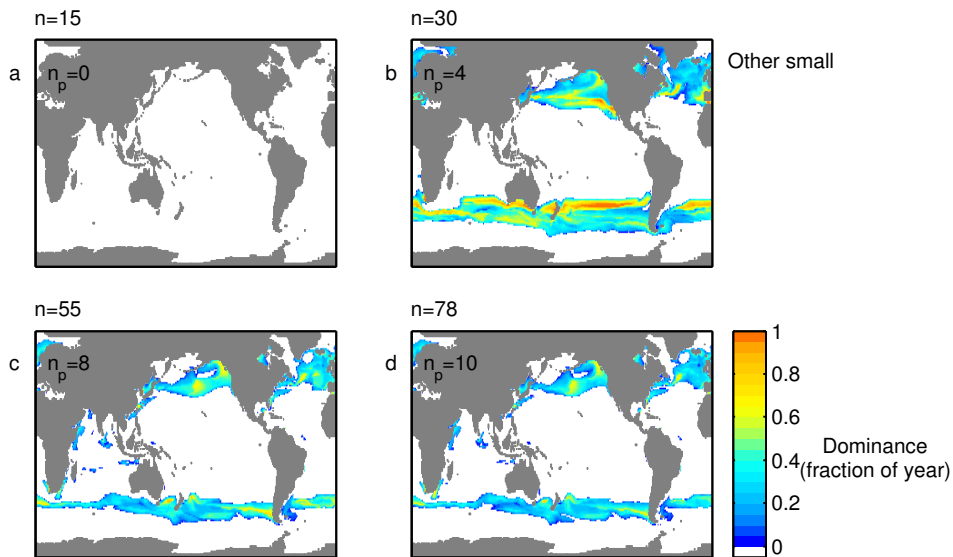 n=15
n=30
a
n_p=0
b
n_p=4
Other small
n=55
n=78
c
n_p=8
d
n_p=10
1
0.8
0.6
0.4
0.2
0
Dominance
(fraction of year)